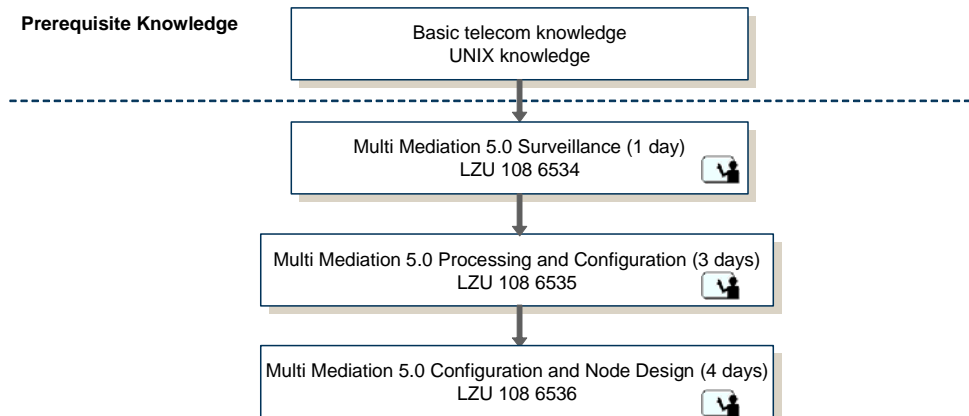 Prerequisite Knowledge
Basic telecom knowledge
UNIX knowledge
Multi Mediation 5.0 Surveillance (1 day)
LZU 108 6534
Multi Mediation 5.0 Processing and Configuration (3 days)
LZU 108 6535
Multi Mediation 5.0 Configuration and Node Design (4 days)
LZU 108 6536